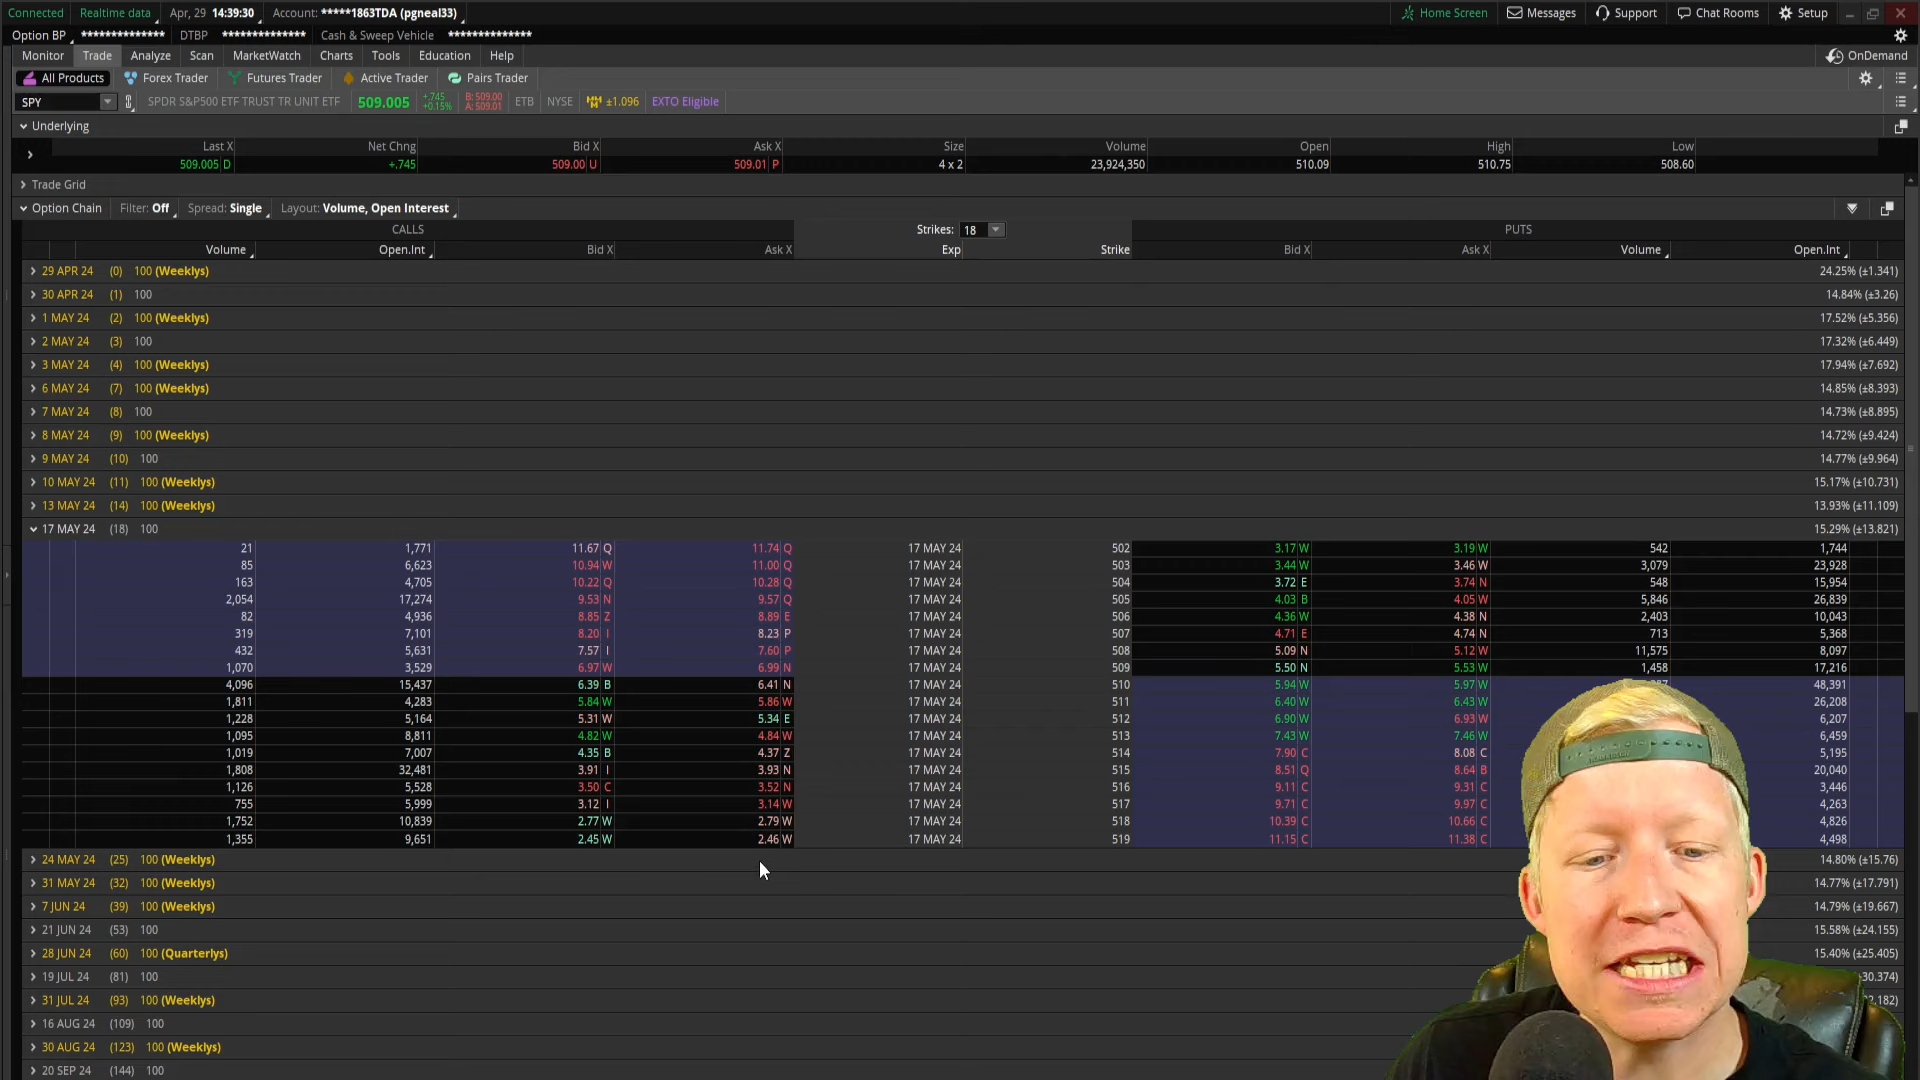 Connected Realtime data Apr, 29 14:39:30 Account: *****1863TDA (pgneal33) Home Screen Messages Support Chat Rooms Setup
Option BP ************** DTBP ************** Cash & Sweep Vehicle **************
Monitor Trade Analyze Scan MarketWatch Charts Tools Education Help OnDemand
All Products Forex Trader Futures Trader Active Trader Pairs Trader
SPY SPDR S&P500 ETF TRUST TR UNIT ETF 509.005 +.745 +0.15% B: 509.00 A: 509.01 ETB NYSE ±1.096 EXTO Eligible
Underlying
Last X Net Chng Bid X Ask X Size Volume Open High Low
509.005 D +.745 509.00 U 509.01 P 4 x 2 23,924,350 510.09 510.75 508.60
Trade Grid
Option Chain Filter: Off Spread: Single Layout: Volume, Open Interest
CALLS Strikes: 18 PUTS
Volume Open.Int Bid X Ask X Exp Strike Bid X Ask X Volume Open.Int
29 APR 24 (0) 100 (Weeklys) 24.25% (±1.341)
30 APR 24 (1) 100 14.84% (±3.26)
1 MAY 24 (2) 100 (Weeklys) 17.52% (±5.356)
2 MAY 24 (3) 100 17.32% (±6.449)
3 MAY 24 (4) 100 (Weeklys) 17.94% (±7.692)
6 MAY 24 (7) 100 (Weeklys) 14.85% (±8.393)
7 MAY 24 (8) 100 14.73% (±8.895)
8 MAY 24 (9) 100 (Weeklys) 14.72% (±9.424)
9 MAY 24 (10) 100 14.77% (±9.964)
10 MAY 24 (11) 100 (Weeklys) 15.17% (±10.731)
13 MAY 24 (14) 100 (Weeklys) 13.93% (±11.109)
17 MAY 24 (18) 100 15.29% (±13.821)
21 1,771 11.67 Q 11.74 Q 17 MAY 24 502 3.17 W 3.19 W 542 1,744
85 6,623 10.94 W 11.00 Q 17 MAY 24 503 3.44 W 3.46 W 3,079 23,928
163 4,705 10.22 Q 10.28 Q 17 MAY 24 504 3.72 E 3.74 N 548 15,954
2,054 17,274 9.53 N 9.57 Q 17 MAY 24 505 4.03 B 4.05 W 5,846 26,839
82 4,936 8.85 Z 8.89 E 17 MAY 24 506 4.36 W 4.38 N 2,403 10,043
319 7,101 8.20 I 8.23 P 17 MAY 24 507 4.71 E 4.74 N 713 5,368
432 5,631 7.57 I 7.60 P 17 MAY 24 508 5.09 N 5.12 W 11,575 8,097
1,070 3,529 6.97 W 6.99 N 17 MAY 24 509 5.50 N 5.53 W 1,458 17,216
4,096 15,437 6.39 B 6.41 N 17 MAY 24 510 5.94 W 5.97 W 48,391
1,811 4,283 5.84 W 5.86 W 17 MAY 24 511 6.40 W 6.43 W 26,208
1,228 5,164 5.31 W 5.34 E 17 MAY 24 512 6.90 W 6.93 W 6,207
1,095 8,811 4.82 W 4.84 W 17 MAY 24 513 7.43 W 7.46 W 6,459
1,019 7,007 4.35 B 4.37 Z 17 MAY 24 514 7.90 C 8.08 C 5,195
1,808 32,481 3.91 I 3.93 N 17 MAY 24 515 8.51 Q 8.64 B 20,040
1,126 5,528 3.50 C 3.52 N 17 MAY 24 516 9.11 C 9.31 C 3,446
755 5,999 3.12 I 3.14 W 17 MAY 24 517 9.71 C 9.97 C 4,263
1,752 10,839 2.77 W 2.79 W 17 MAY 24 518 10.39 C 10.66 C 4,826
1,355 9,651 2.45 W 2.46 W 17 MAY 24 519 11.15 C 11.38 C 4,498
24 MAY 24 (25) 100 (Weeklys) 14.80% (±15.76)
31 MAY 24 (32) 100 (Weeklys) 14.77% (±17.791)
7 JUN 24 (39) 100 (Weeklys) 14.79% (±19.667)
21 JUN 24 (53) 100 15.58% (±24.155)
28 JUN 24 (60) 100 (Quarterlys) 15.40% (±25.405)
19 JUL 24 (81) 100 ±30.374)
31 JUL 24 (93) 100 (Weeklys) 2.182)
16 AUG 24 (109) 100
30 AUG 24 (123) 100 (Weeklys)
20 SEP 24 (144) 100